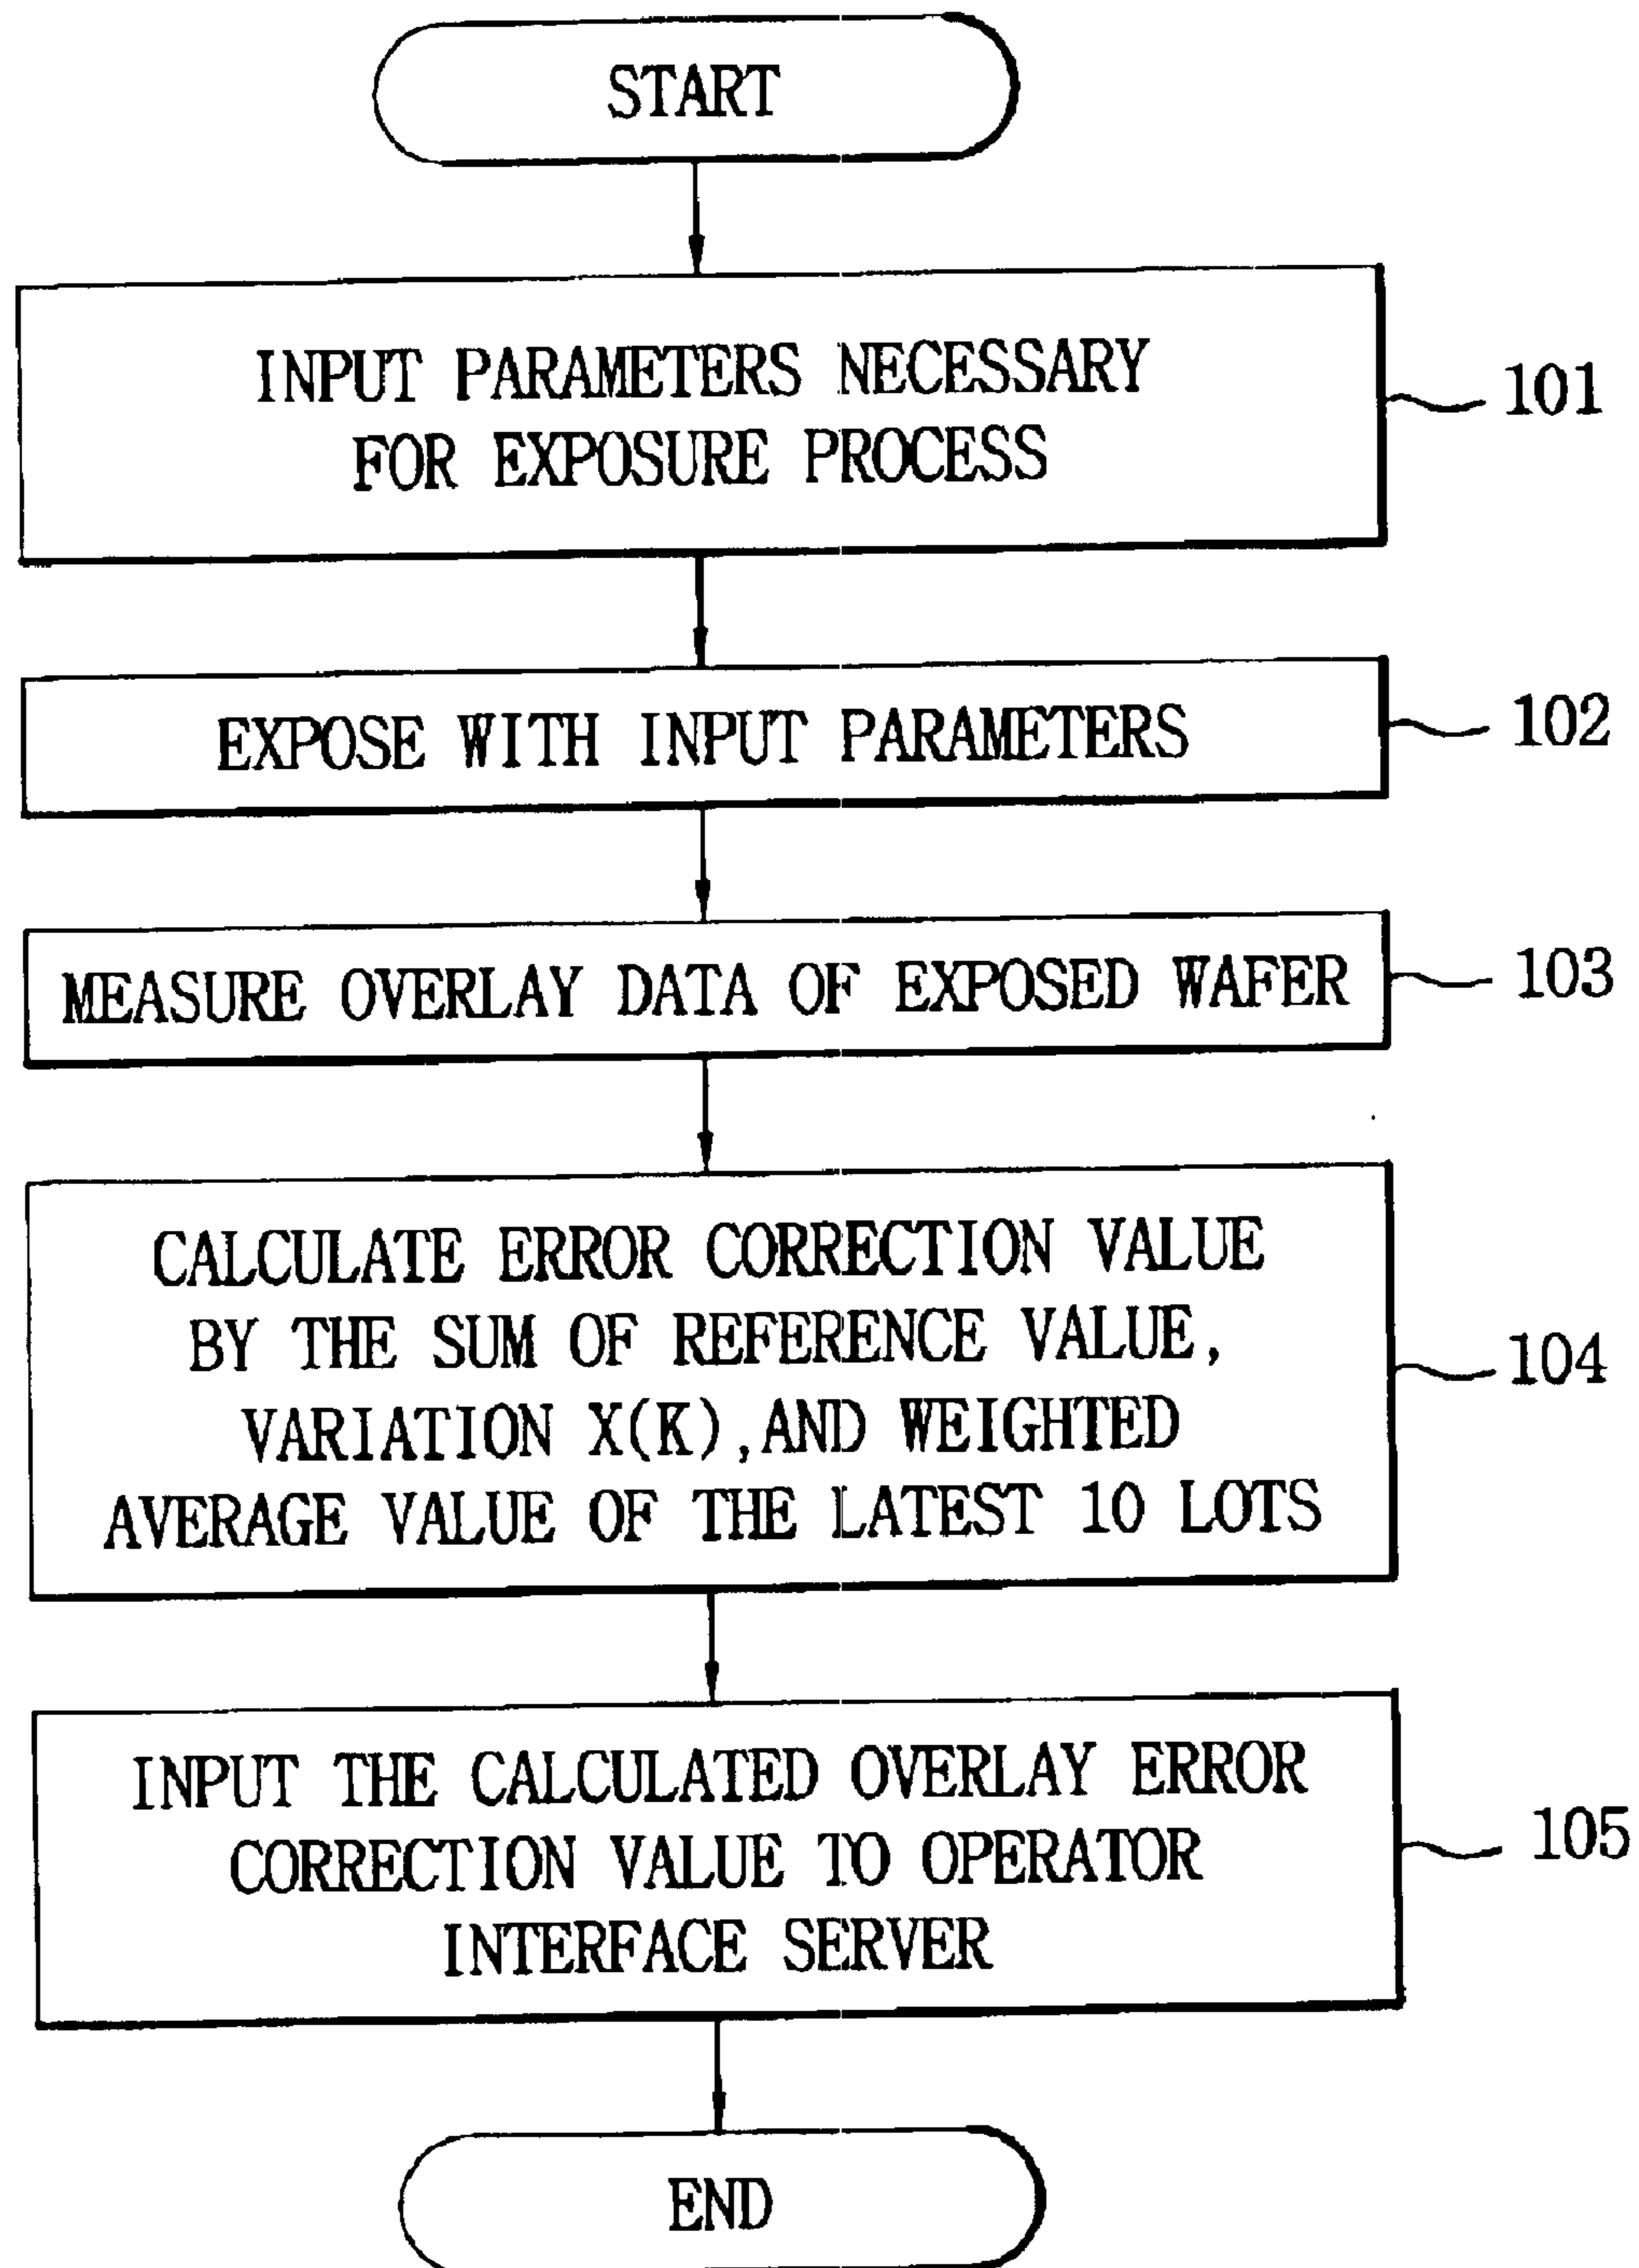 START
INPUT PARAMETERS NECESSARY
FOR EXPOSURE PROCESS
101
EXPOSE WITH INPUT PARAMETERS
102
MEASURE OVERLAY DATA OF EXPOSED WAFER
103
CALCULATE ERROR CORRECTION VALUE
BY THE SUM OF REFERENCE VALUE,
VARIATION X(K),AND WEIGHTED
AVERAGE VALUE OF THE LATEST 10 LOTS
104
INPUT THE CALCULATED OVERLAY ERROR
CORRECTION VALUE TO OPERATOR
INTERFACE SERVER
105
END